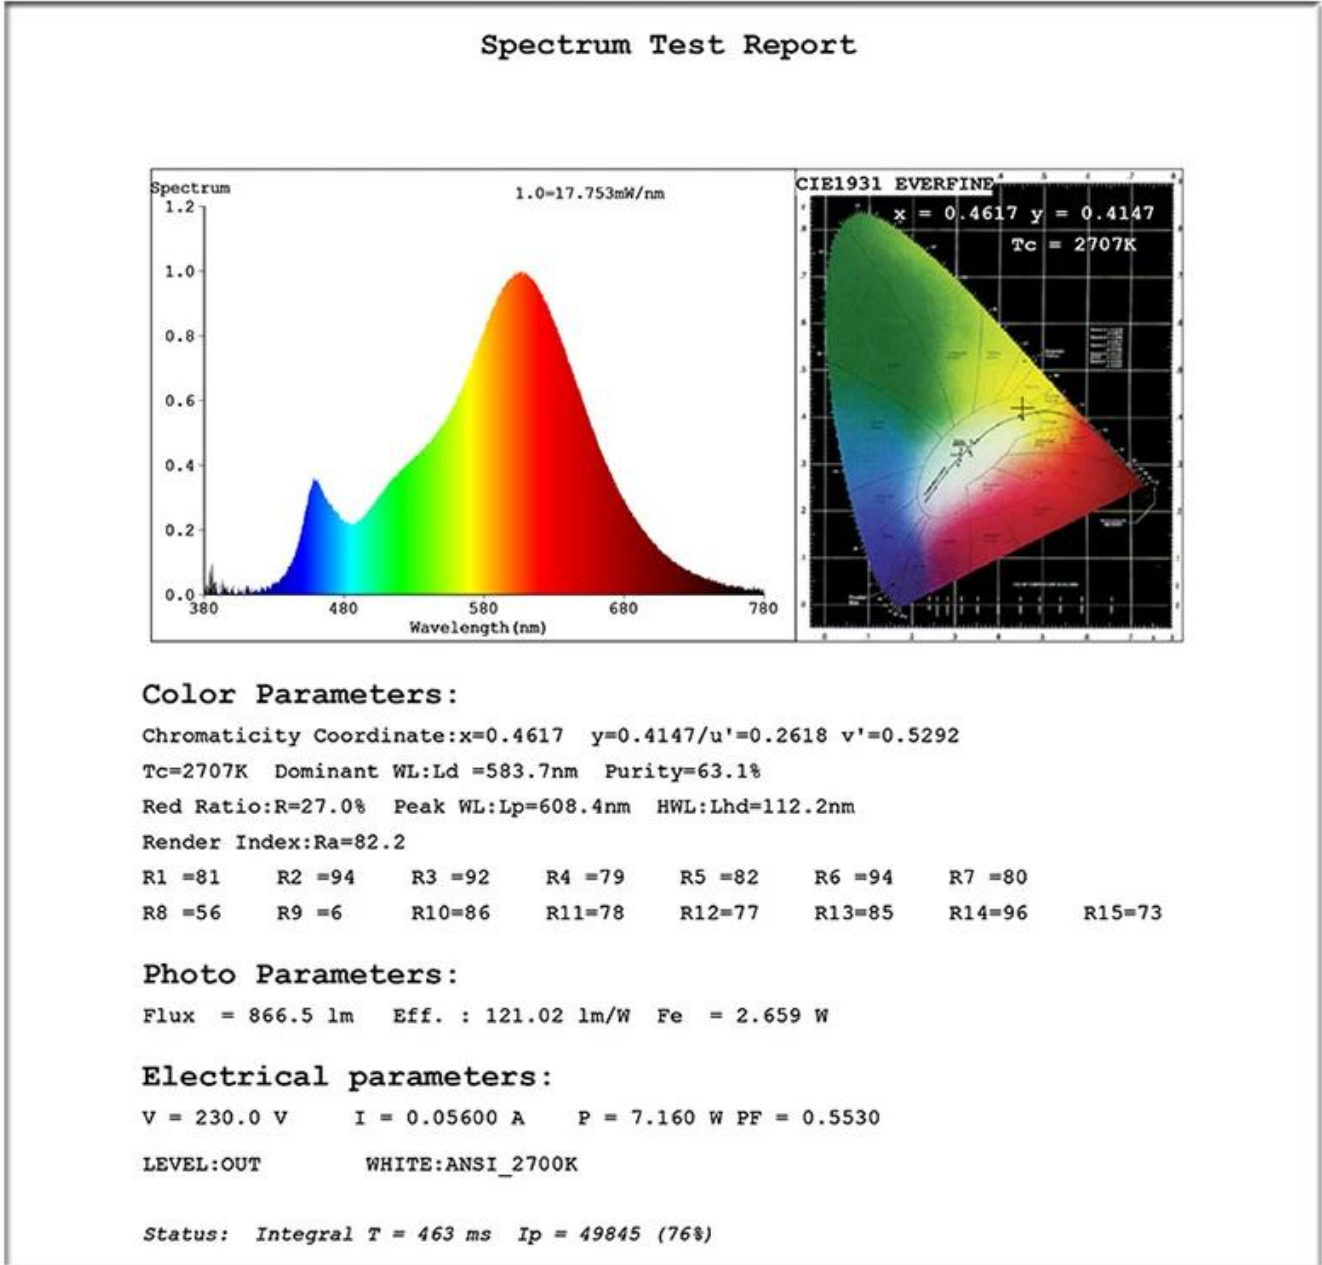 Spectrum Test Report
Spectrum
1.0=17.753mW/nm
1.2
1.0
0.8
0.6
0.4
0.2
0.0
380 480 580 680 780
Wavelength(nm)
CIE1931 EVERFINE
x = 0.4617 y = 0.4147
Tc = 2707K
Color Parameters:
Chromaticity Coordinate:x=0.4617 y=0.4147/u'=0.2618 v'=0.5292
Tc=2707K Dominant WL:Ld =583.7nm Purity=63.1%
Red Ratio:R=27.0% Peak WL:Lp=608.4nm HWL:Lhd=112.2nm
Render Index:Ra=82.2
R1 =81 R2 =94 R3 =92 R4 =79 R5 =82 R6 =94 R7 =80
R8 =56 R9 =6 R10=86 R11=78 R12=77 R13=85 R14=96 R15=73
Photo Parameters:
Flux = 866.5 lm Eff. : 121.02 lm/W Fe = 2.659 W
Electrical parameters:
V = 230.0 V I = 0.05600 A P = 7.160 W PF = 0.5530
LEVEL:OUT WHITE:ANSI_2700K
Status: Integral T = 463 ms Ip = 49845 (76%)